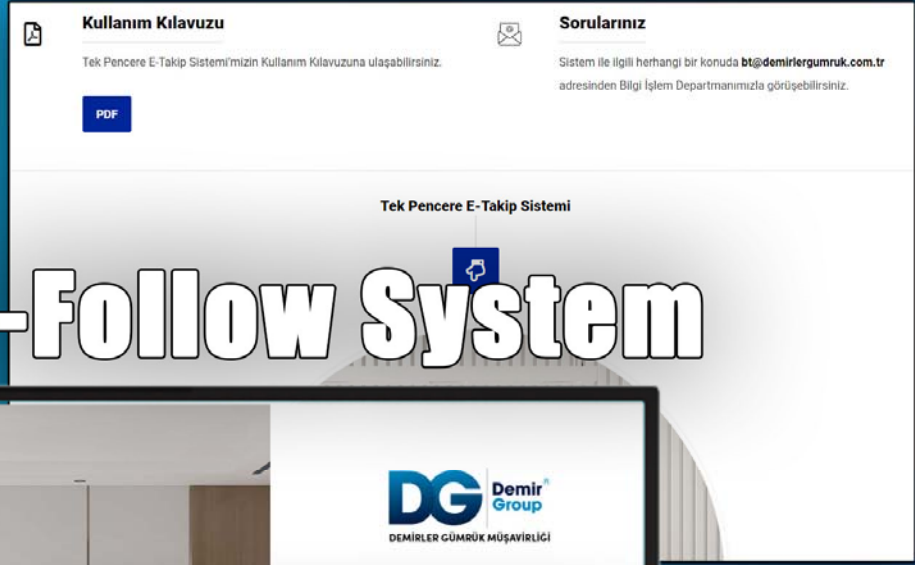 Kullanım Kılavuzu
Tek Pencere E-Takip Sistemi'mizin Kullanım Kılavuzuna ulaşabilirsiniz.
PDF
Sorularınız
Sistem ile ilgili herhangi bir konuda bt@demirlergumruk.com.tr
adresinden Bilgi İşlem Departmanımızla görüşebilirsiniz.
Tek Pencere E-Takip Sistemi
-Follow System
DG Demir
Group
DEMİRLER GÜMRÜK MÜŞAVİRLİĞİ